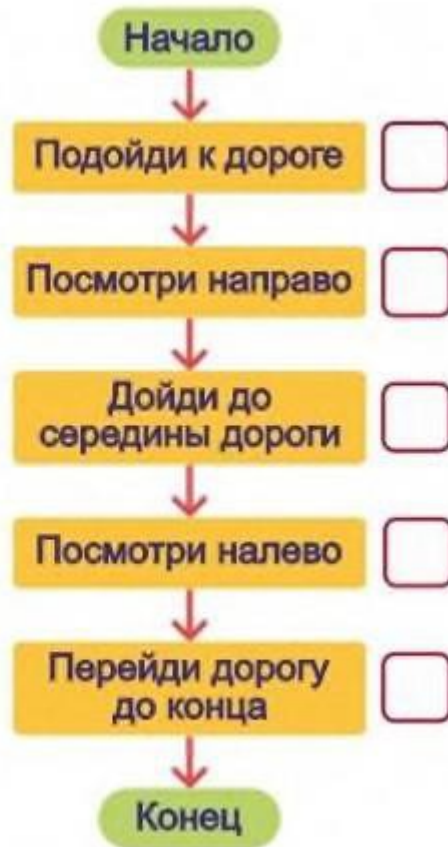 Начало
Подойди к дороге
Посмотри направо
Дойди до
середины дороги
Посмотри налево
Перейди дорогу
до конца
Конец